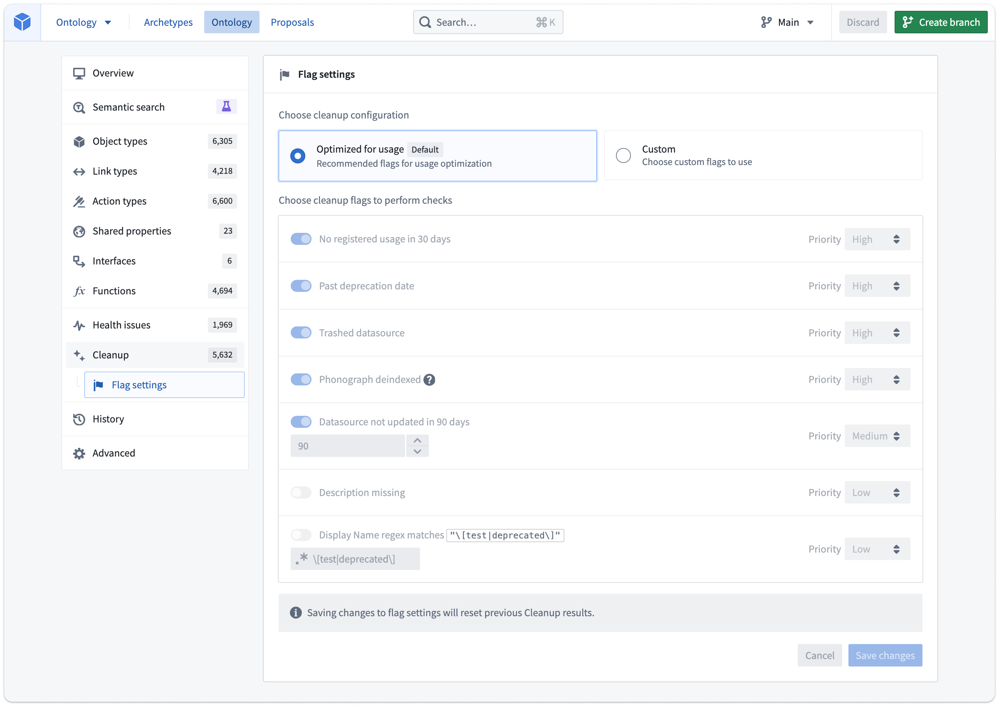 Ontology
Archetypes
Ontology
Proposals
Search...
⌘ K
Main
Discard
Create branch
Overview
Semantic search
Object types 6,305
Link types 4,218
Action types 6,600
Shared properties 23
Interfaces 6
fx Functions 4,694
Health issues 1,969
Cleanup 5,632
Flag settings
History
Advanced
Flag settings
Choose cleanup configuration
Optimized for usage Default
Recommended flags for usage optimization
Custom
Choose custom flags to use
Choose cleanup flags to perform checks
No registered usage in 30 days Priority High
Past deprecation date Priority High
Trashed datasource Priority High
Phonograph deindexed ? Priority High
Datasource not updated in 90 days
90
Priority Medium
Description missing Priority Low
Display Name regex matches "\[test|deprecated\]"
.* \[test|deprecated\]
Priority Low
Saving changes to flag settings will reset previous Cleanup results.
Cancel
Save changes